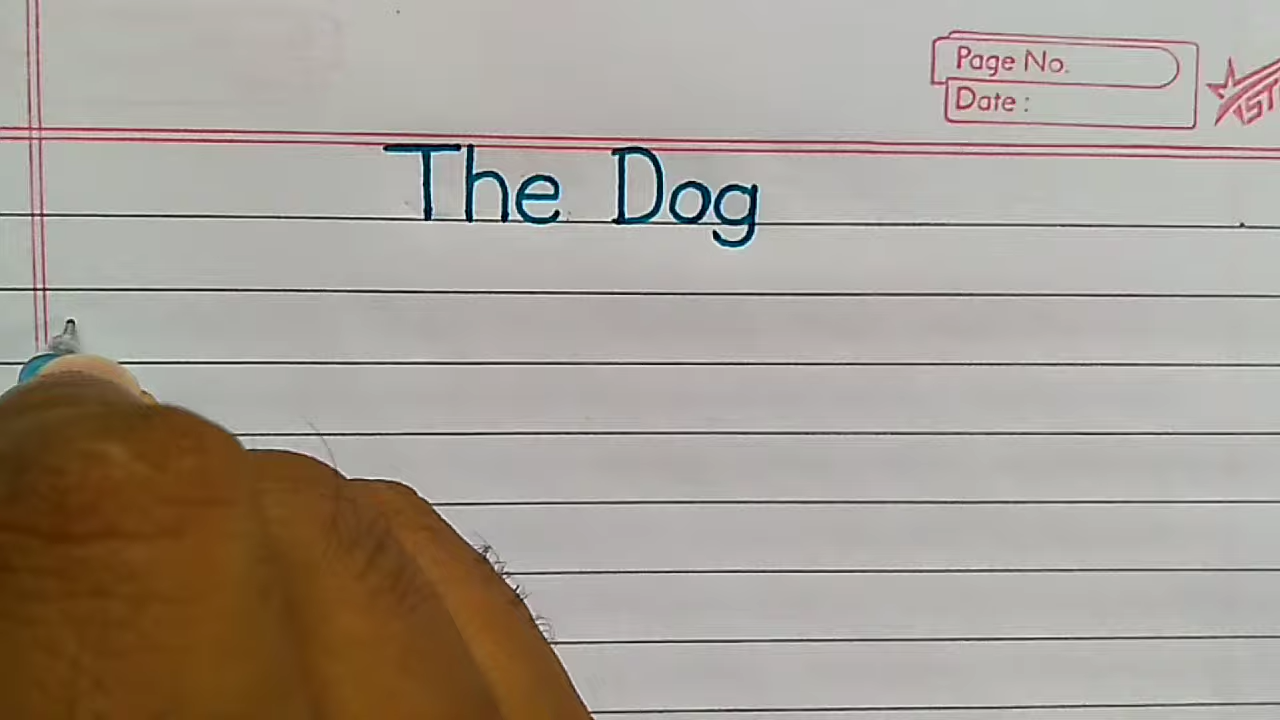 Page No.
Date :
The Dog